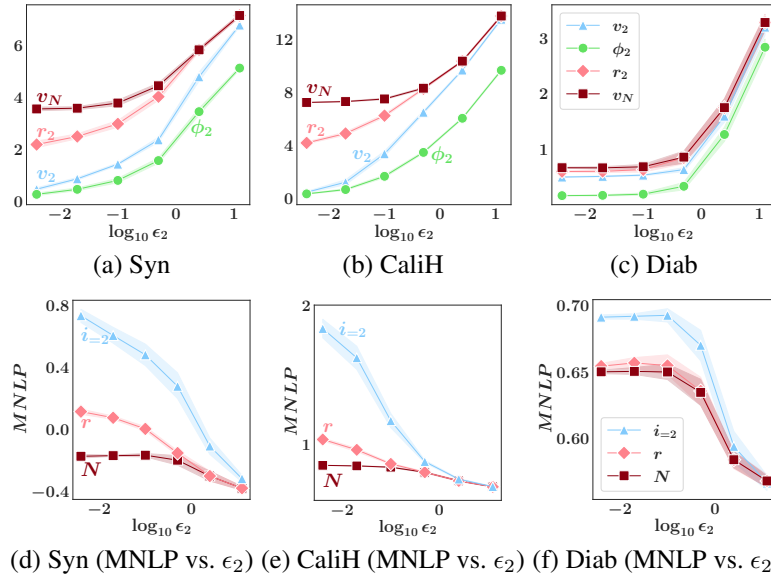 6
4
2
0
v_N
r_2
v_2
ϕ_2
−2 −1 0 1
log₁₀ ϵ₂
(a) Syn
12
8
4
0
v_N
r_2
v_2
ϕ_2
−2 −1 0 1
log₁₀ ϵ₂
(b) CaliH
3
2
1
v_2
ϕ_2
r_2
v_N
−2 −1 0 1
log₁₀ ϵ₂
(c) Diab
MNLP
0.8
0.4
0.0
−0.4
i_{=2}
r
N
−2 0
log₁₀ ϵ₂
(d) Syn (MNLP vs. ϵ₂)
MNLP
2
1
i_{=2}
r
N
−2 0
log₁₀ ϵ₂
(e) CaliH (MNLP vs. ϵ₂)
MNLP
0.70
0.65
0.60
i_{=2}
r
N
−2 0
log₁₀ ϵ₂
(f) Diab (MNLP vs. ϵ₂